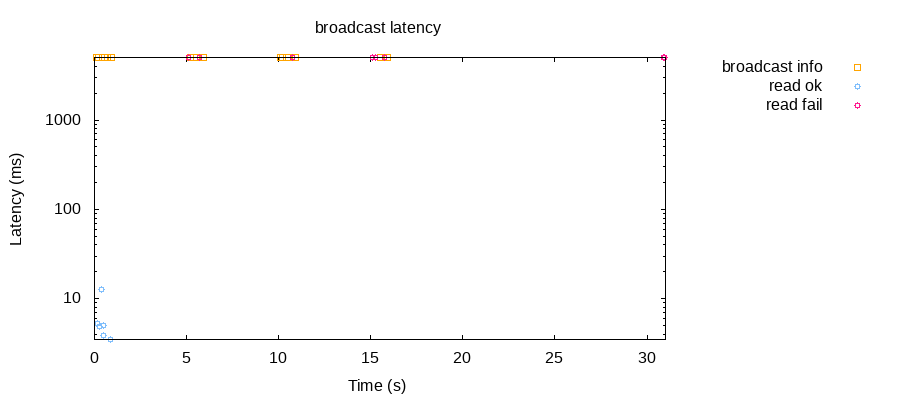 broadcast latency
broadcast info
read ok
read fail
Latency (ms)
1000
100
10
0 5 10 15 20 25 30
Time (s)